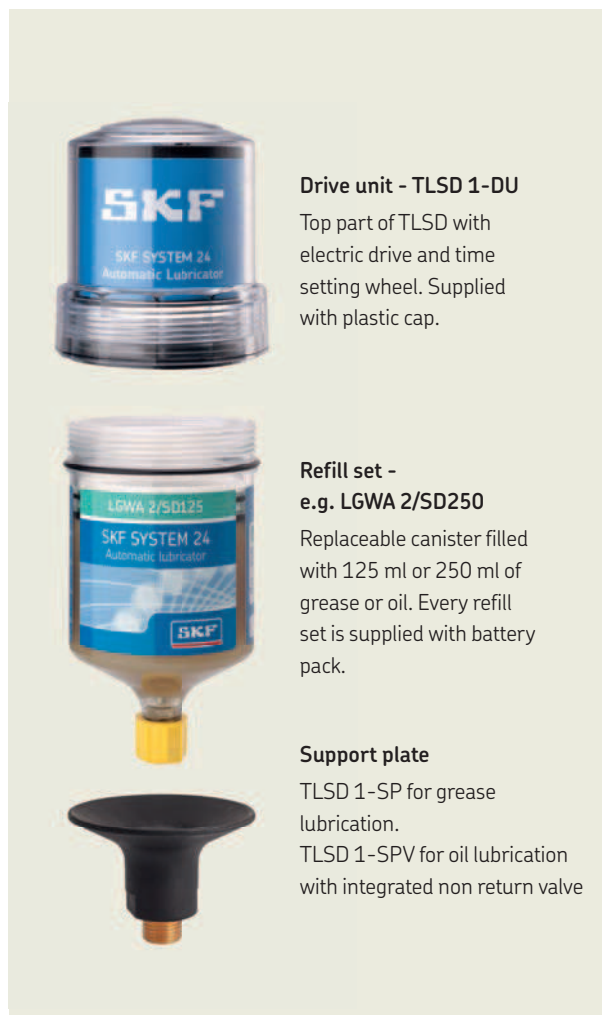 SKF
SKF SYSTEM 24
Automatic Lubricator
Drive unit - TLSD 1-DU
Top part of TLSD with
electric drive and time
setting wheel. Supplied
with plastic cap.
LGWA 2/SD125
SKF SYSTEM 24
Automatic lubricator
SKF
Refill set -
e.g. LGWA 2/SD250
Replaceable canister filled
with 125 ml or 250 ml of
grease or oil. Every refill
set is supplied with battery
pack.
Support plate
TLSD 1-SP for grease
lubrication.
TLSD 1-SPV for oil lubrication
with integrated non return valve